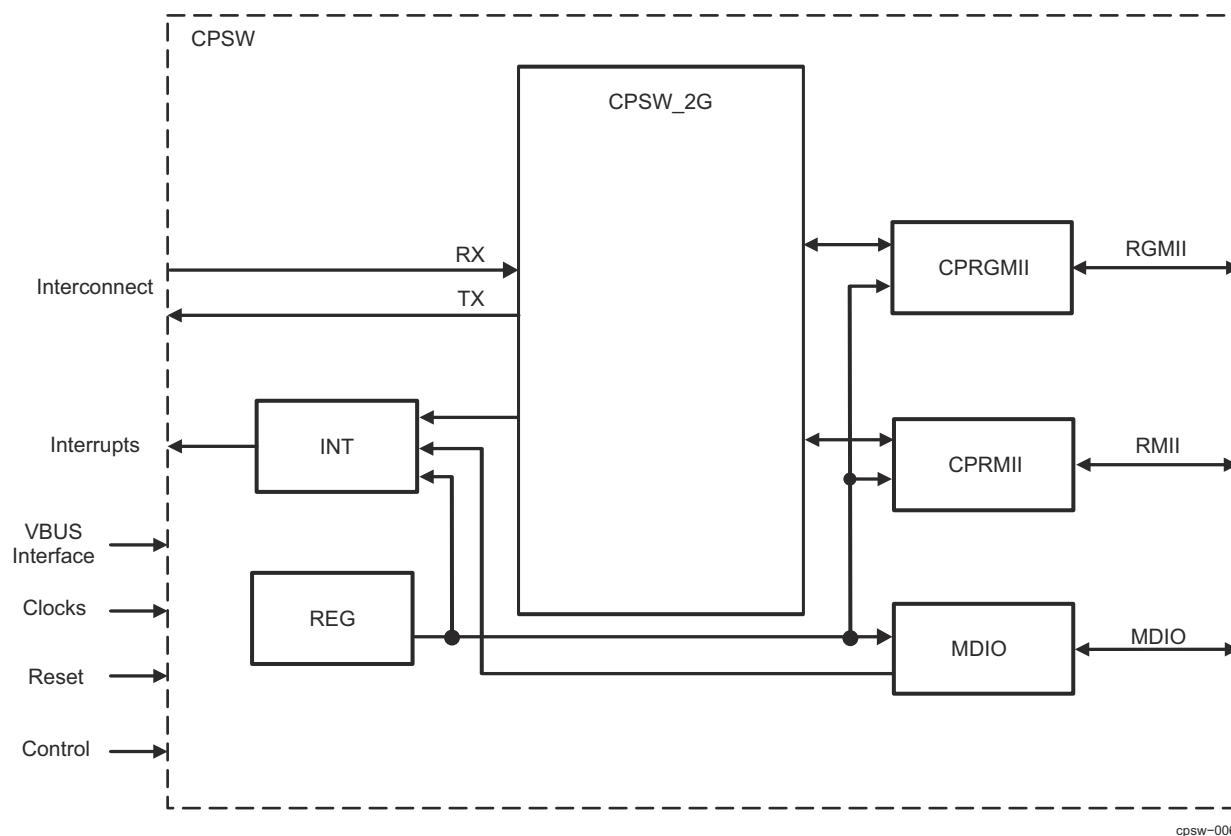 CPSW
CPSW_2G
RX
Interconnect
TX
CPRGMII
RGMII
Interrupts
INT
CPRMII
RMII
VBUS
Interface
Clocks
REG
MDIO
MDIO
Reset
Control